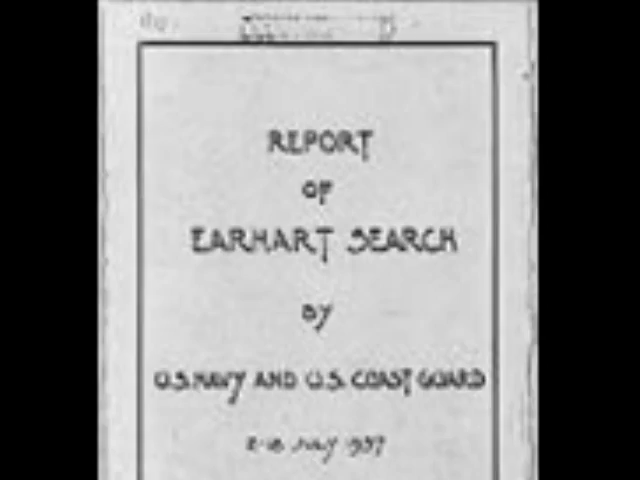 REPORT
OF
EARHART SEARCH
BY
U.S. NAVY AND U.S. COAST GUARD
2-18 JULY 1937